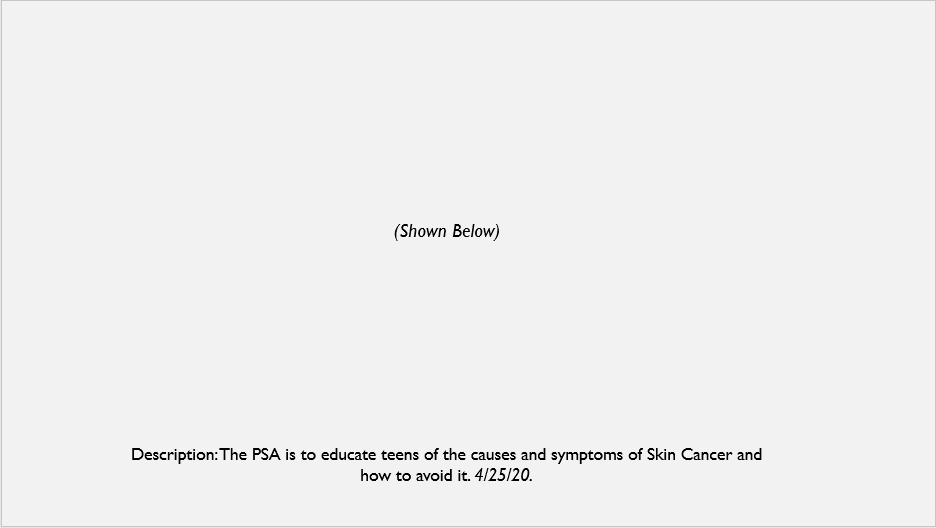 (Shown Below)
Description: The PSA is to educate teens of the causes and symptoms of Skin Cancer and
how to avoid it. 4/25/20.